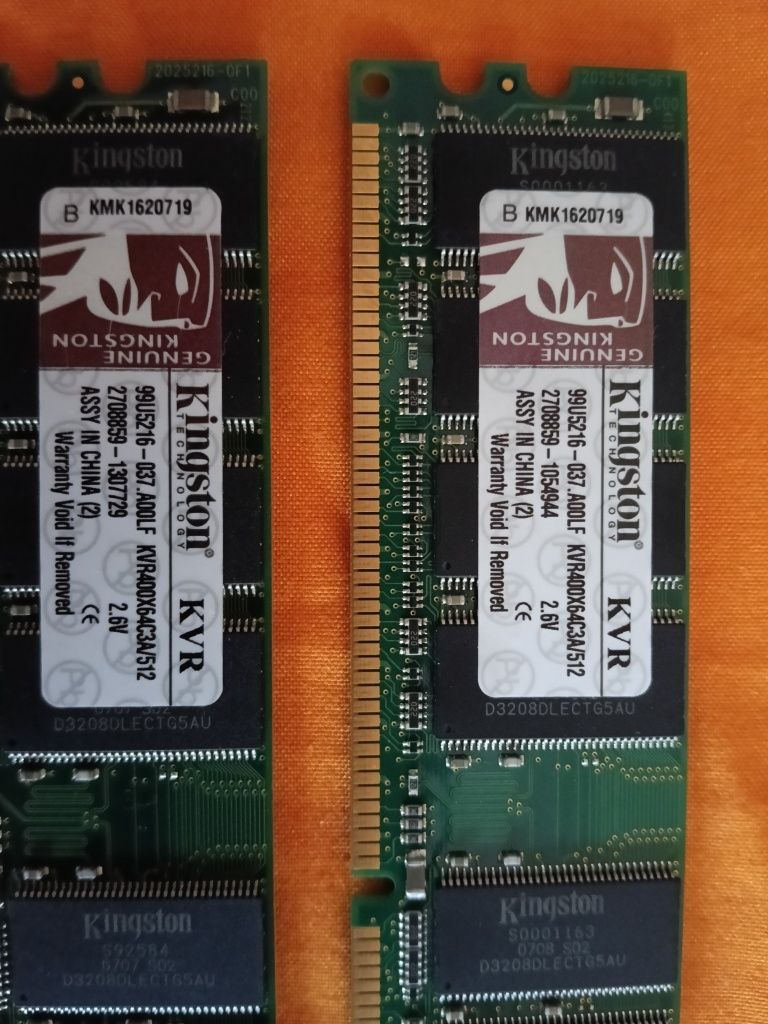 2025216-0F1
C00
Kingston
B KMK1620719
GENUINE
KINGSTON
Kingston®
TECHNOLOGY
KVR
99U5216-037.A00LF KVR400X64C3A/512
2708859-1307729 2.6V
ASSY IN CHINA (2) CE
Warranty Void If Removed
D3208DLECTG5AU
Kingston
S92584
0707 S02
D3208DLECTG5AU
2025216-0F1
C00
Kingston
S0001163
B KMK1620719
GENUINE
KINGSTON
Kingston®
TECHNOLOGY
KVR
99U5216-037.A00LF KVR400X64C3A/512
2708859-1054944 2.6V
ASSY IN CHINA (2) CE
Warranty Void If Removed
D3208DLECTG5AU
Kingston
S0001163
0708 S02
D3208DLECTG5AU